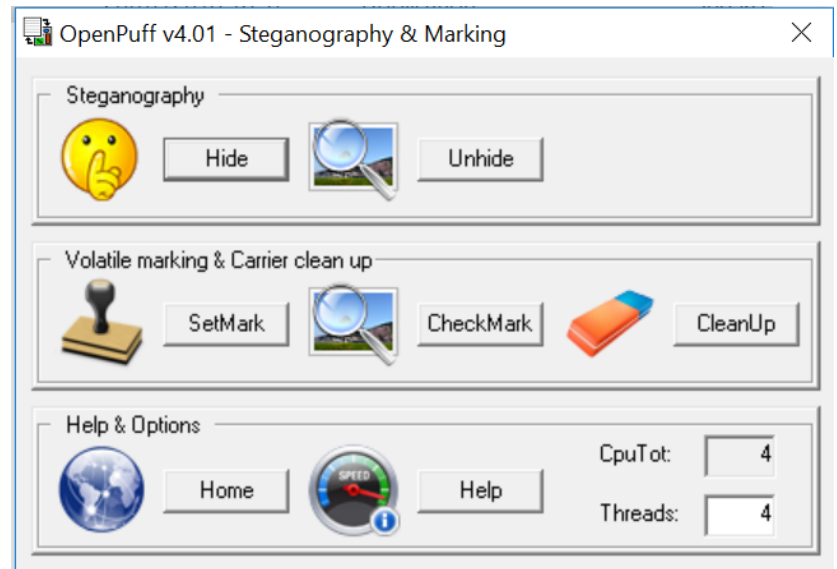 OpenPuff v4.01 - Steganography & Marking
Steganography
Hide
Unhide
Volatile marking & Carrier clean up
SetMark
CheckMark
CleanUp
Help & Options
Home
SPEED
Help
CpuTot: 4
Threads: 4